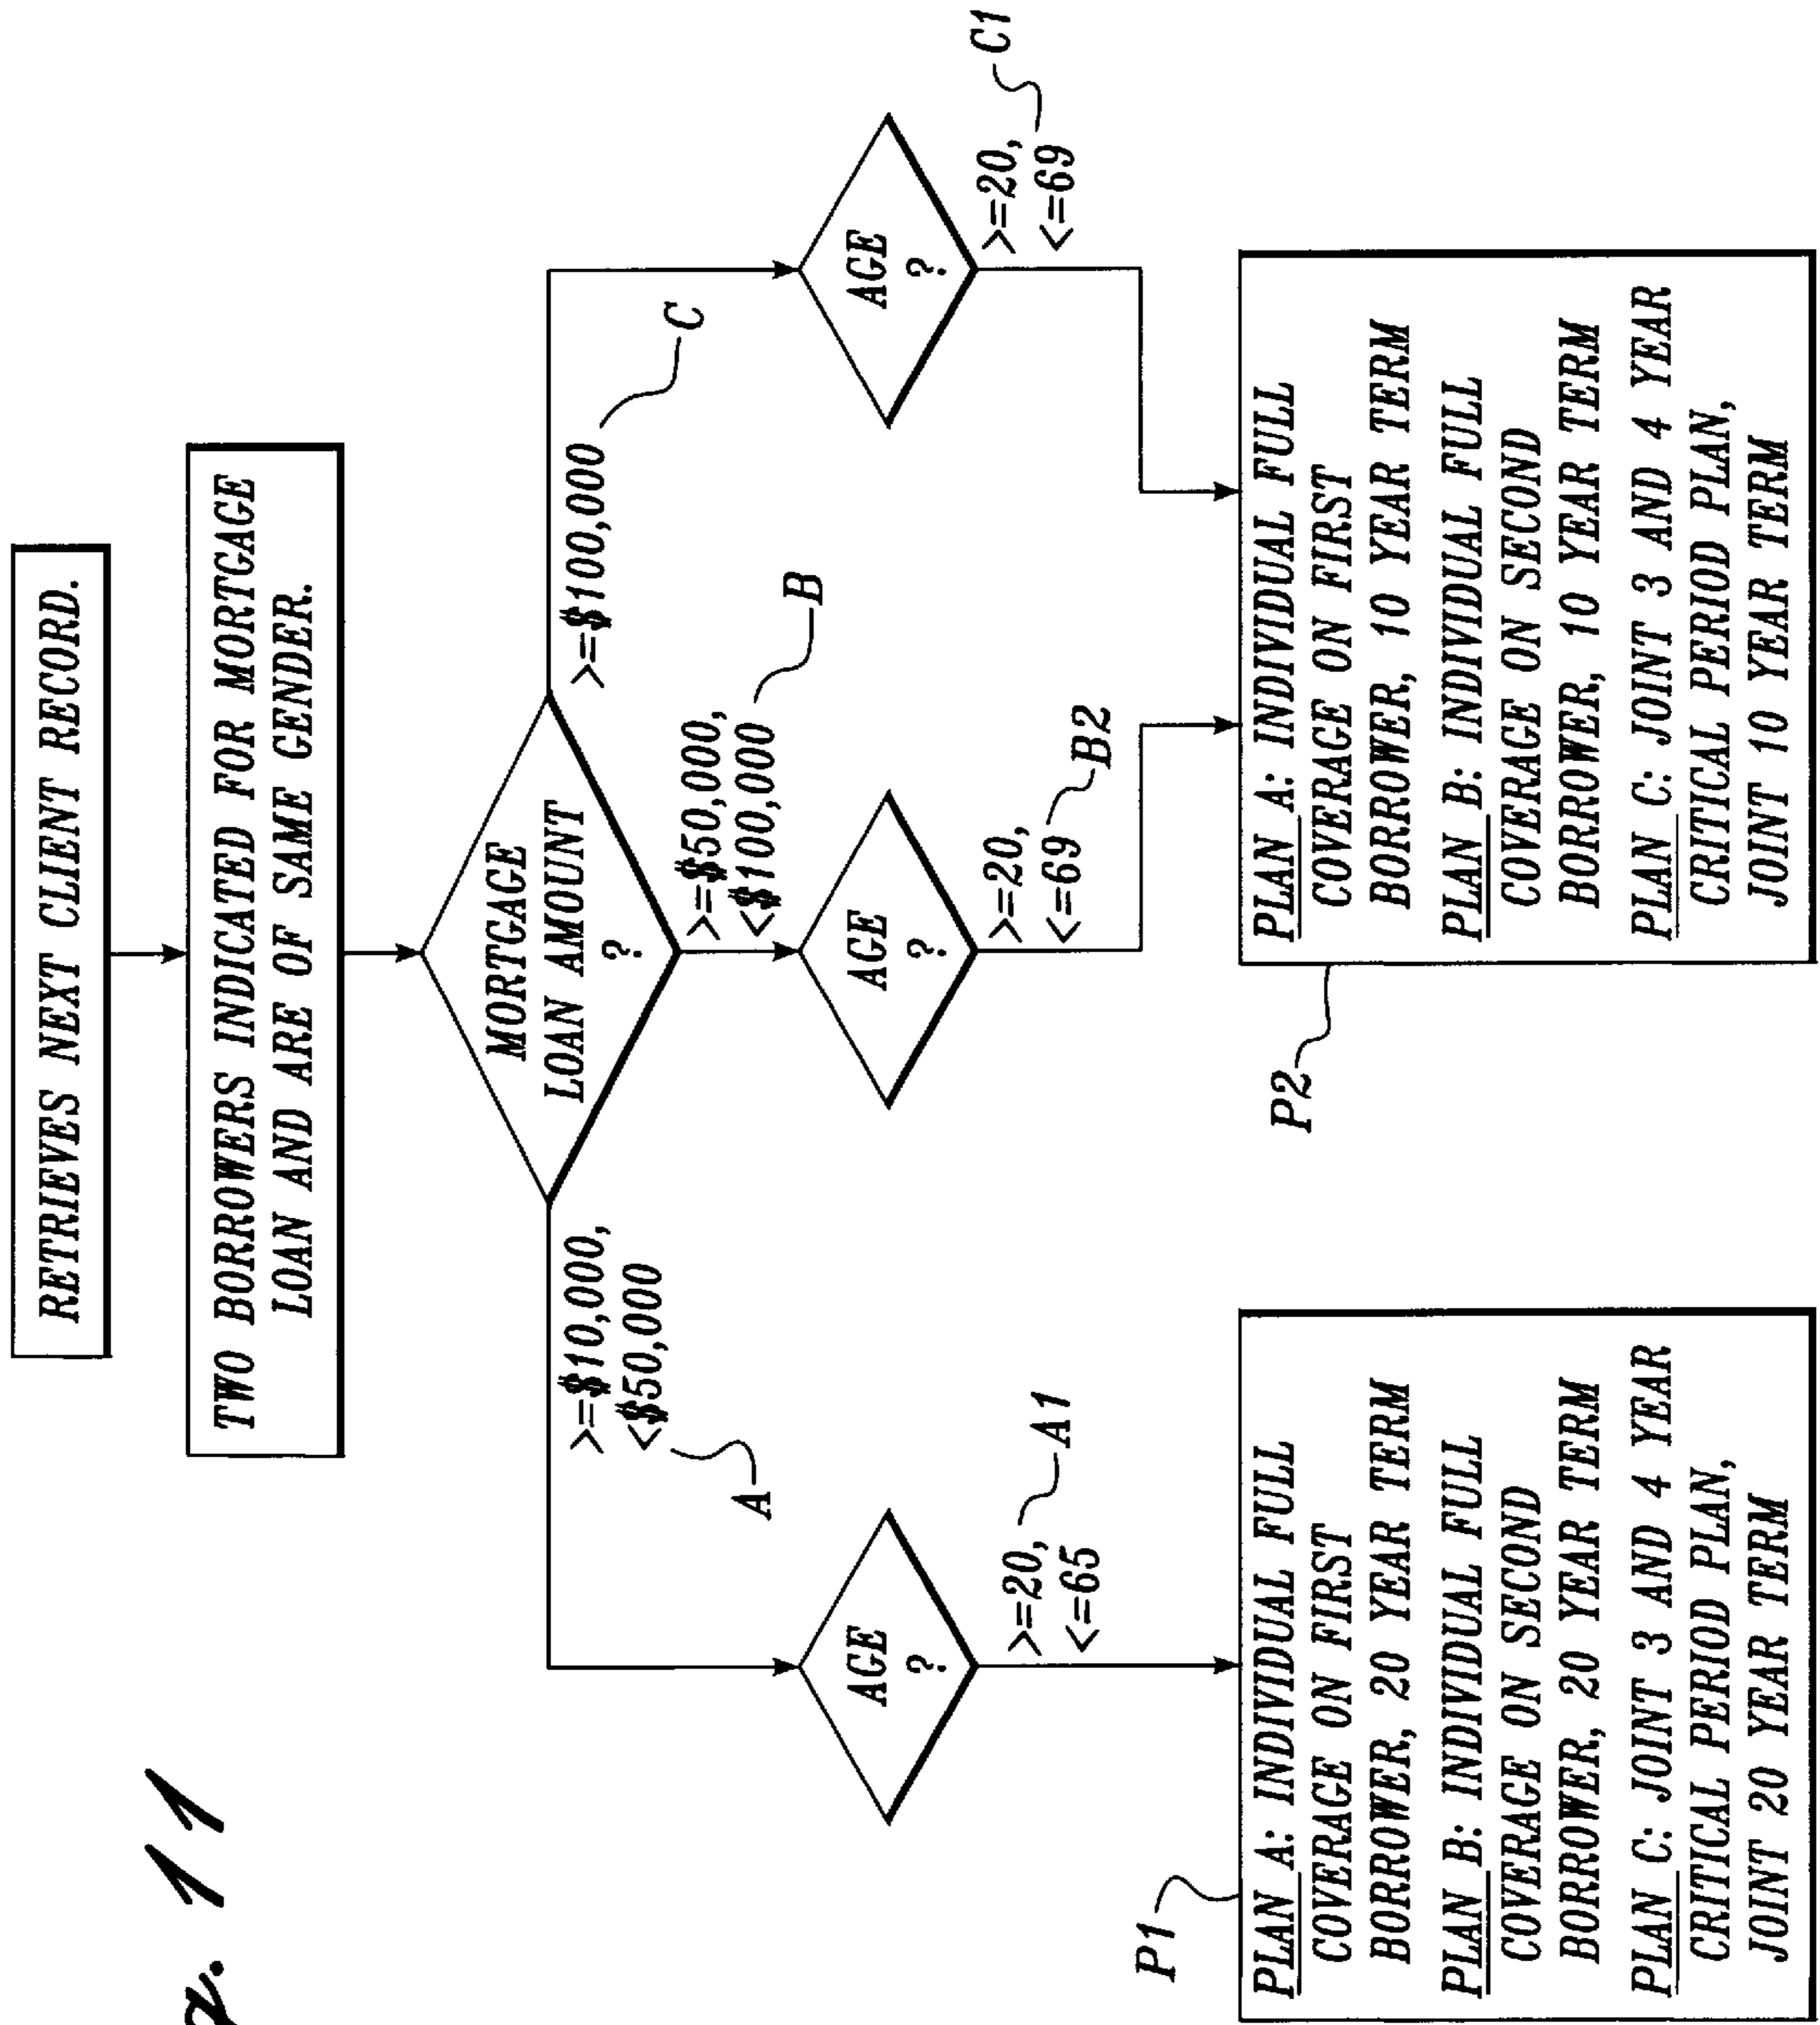 RETRIEVES NEXT CLIENT RECORD.
TWO BORROWERS INDICATED FOR MORTGAGE
LOAN AND ARE OF SAME GENDER.
MORTGAGE
LOAN AMOUNT
?
>=$10,000,
<$50,000
A
>=$50,000,
<$100,000
B
>=$100,000
C
AGE
?
>=20,
<=65
A1
AGE
?
>=20,
<=69
B2
AGE
?
>=20,
<=69
C1
P1
PLAN A: INDIVIDUAL FULL
COVERAGE ON FIRST
BORROWER, 20 YEAR TERM
PLAN B: INDIVIDUAL FULL
COVERAGE ON SECOND
BORROWER, 20 YEAR TERM
PLAN C: JOINT 3 AND 4 YEAR
CRITICAL PERIOD PLAN,
JOINT 20 YEAR TERM
P2
PLAN A: INDIVIDUAL FULL
COVERAGE ON FIRST
BORROWER, 10 YEAR TERM
PLAN B: INDIVIDUAL FULL
COVERAGE ON SECOND
BORROWER, 10 YEAR TERM
PLAN C: JOINT 3 AND 4 YEAR
CRITICAL PERIOD PLAN,
JOINT 10 YEAR TERM
11